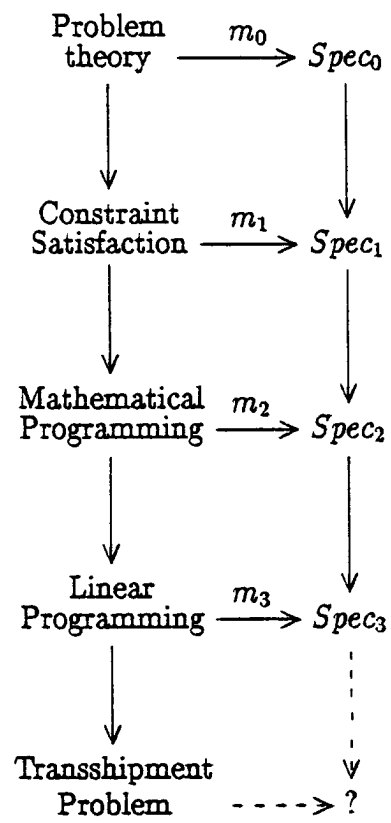 Problem
theory
m₀
Spec₀
Constraint
Satisfaction
m₁
Spec₁
Mathematical
Programming
m₂
Spec₂
Linear
Programming
m₃
Spec₃
Transshipment
Problem
?